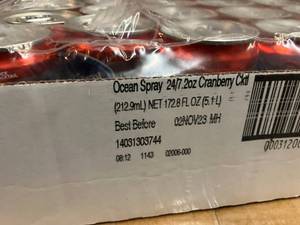 Ocean Spray 24/7.2oz Cranberry Cktl
(212.9mL) NET 172.8 FL OZ (5.1 L)
Best Before 02NOV23 MH
14031303744
08:12 1143 02006-000